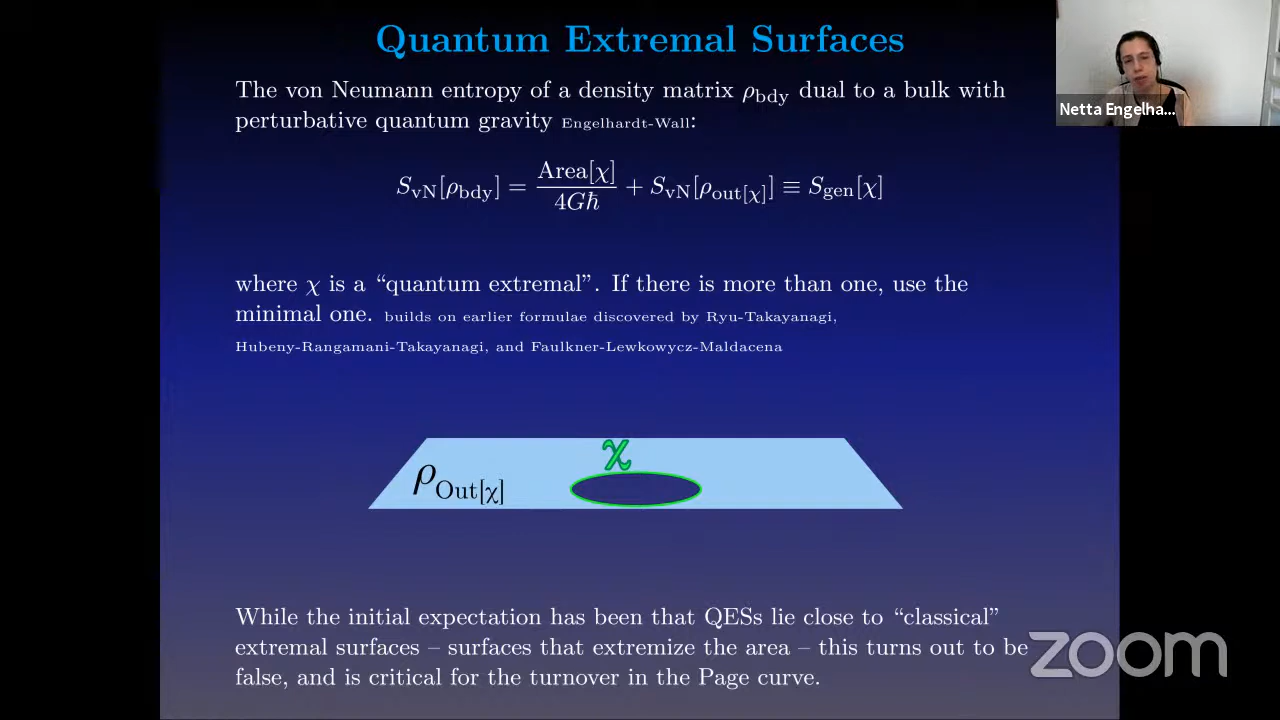 Quantum Extremal Surfaces
Netta Engelha...
The von Neumann entropy of a density matrix ρ_bdy dual to a bulk with
perturbative quantum gravity Engelhardt-Wall:
S_vN[ρ_bdy] = Area[χ]/4Għ + S_vN[ρ_out[χ]] ≡ S_gen[χ]
where χ is a “quantum extremal”. If there is more than one, use the
minimal one. builds on earlier formulae discovered by Ryu-Takayanagi,
Hubeny-Rangamani-Takayanagi, and Faulkner-Lewkowycz-Maldacena
χ
ρ_Out[χ]
While the initial expectation has been that QESs lie close to “classical”
extremal surfaces – surfaces that extremize the area – this turns out to be
false, and is critical for the turnover in the Page curve.
zoom